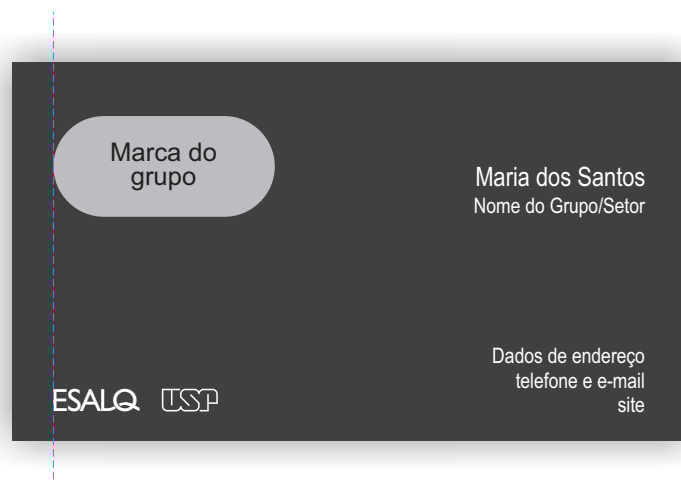 Marca do
grupo
Maria dos Santos
Nome do Grupo/Setor
Dados de endereço
telefone e e-mail
site
ESALQ USP